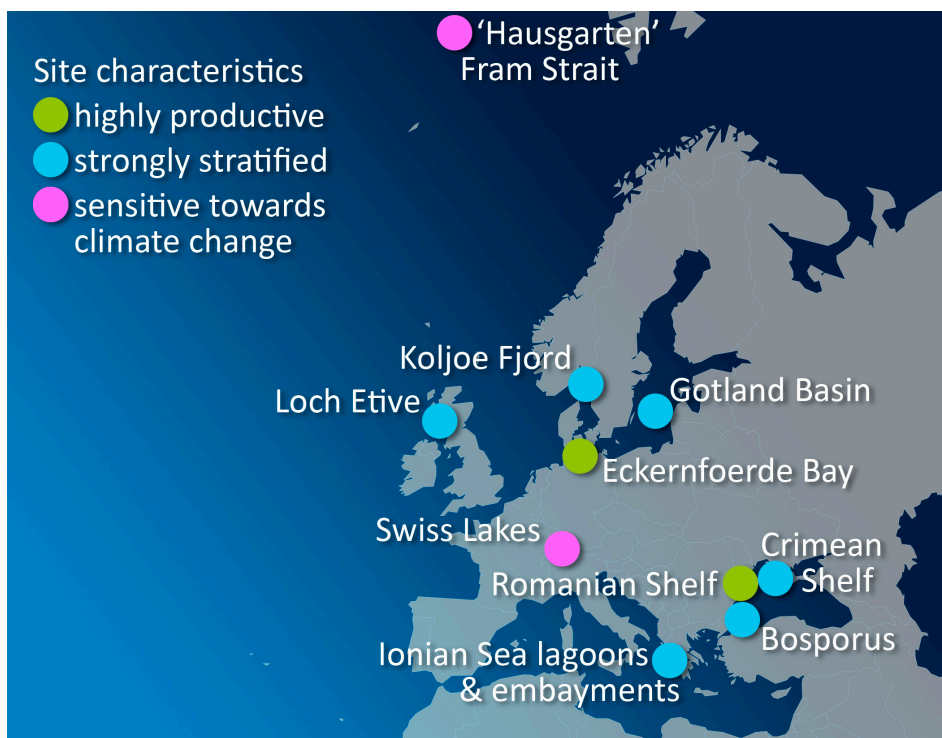 ‘Hausgarten’
Fram Strait
Site characteristics
highly productive
strongly stratified
sensitive towards
climate change
Koljoe Fjord
Loch Etive
Gotland Basin
Eckernfoerde Bay
Swiss Lakes
Crimean
Shelf
Romanian Shelf
Bosporus
Ionian Sea lagoons
& embayments